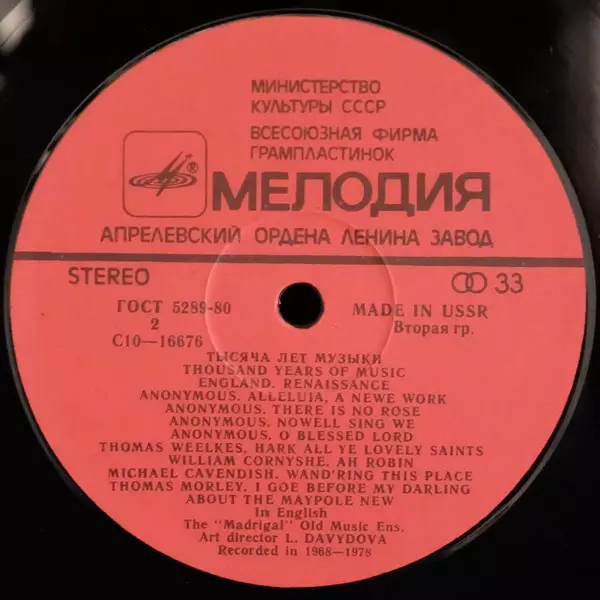 МИНИСТЕРСТВО
КУЛЬТУРЫ СССР
ВСЕСОЮЗНАЯ ФИРМА
ГРАМПЛАСТИНОК
МЕЛОДИЯ
АПРЕЛЕВСКИЙ ОРДЕНА ЛЕНИНА ЗАВОД
STEREO 33
ГОСТ 5289-80 MADE IN USSR
2 Вторая гр.
С10—16676
ТЫСЯЧА ЛЕТ МУЗЫКИ
THOUSAND YEARS OF MUSIC
ENGLAND. RENAISSANCE
ANONYMOUS. ALLELUIA, A NEWE WORK
ANONYMOUS. THERE IS NO ROSE
ANONYMOUS. NOWELL SING WE
ANONYMOUS. O BLESSED LORD
THOMAS WEELKES. HARK ALL YE LOVELY SAINTS
WILLIAM CORNYSHE. AH ROBIN
MICHAEL CAVENDISH. WAND'RING THIS PLACE
THOMAS MORLEY. I GOE BEFORE MY DARLING
ABOUT THE MAYPOLE NEW
In English
The "Madrigal" Old Music Ens.
Art director L. DAVYDOVA
Recorded in 1968—1978